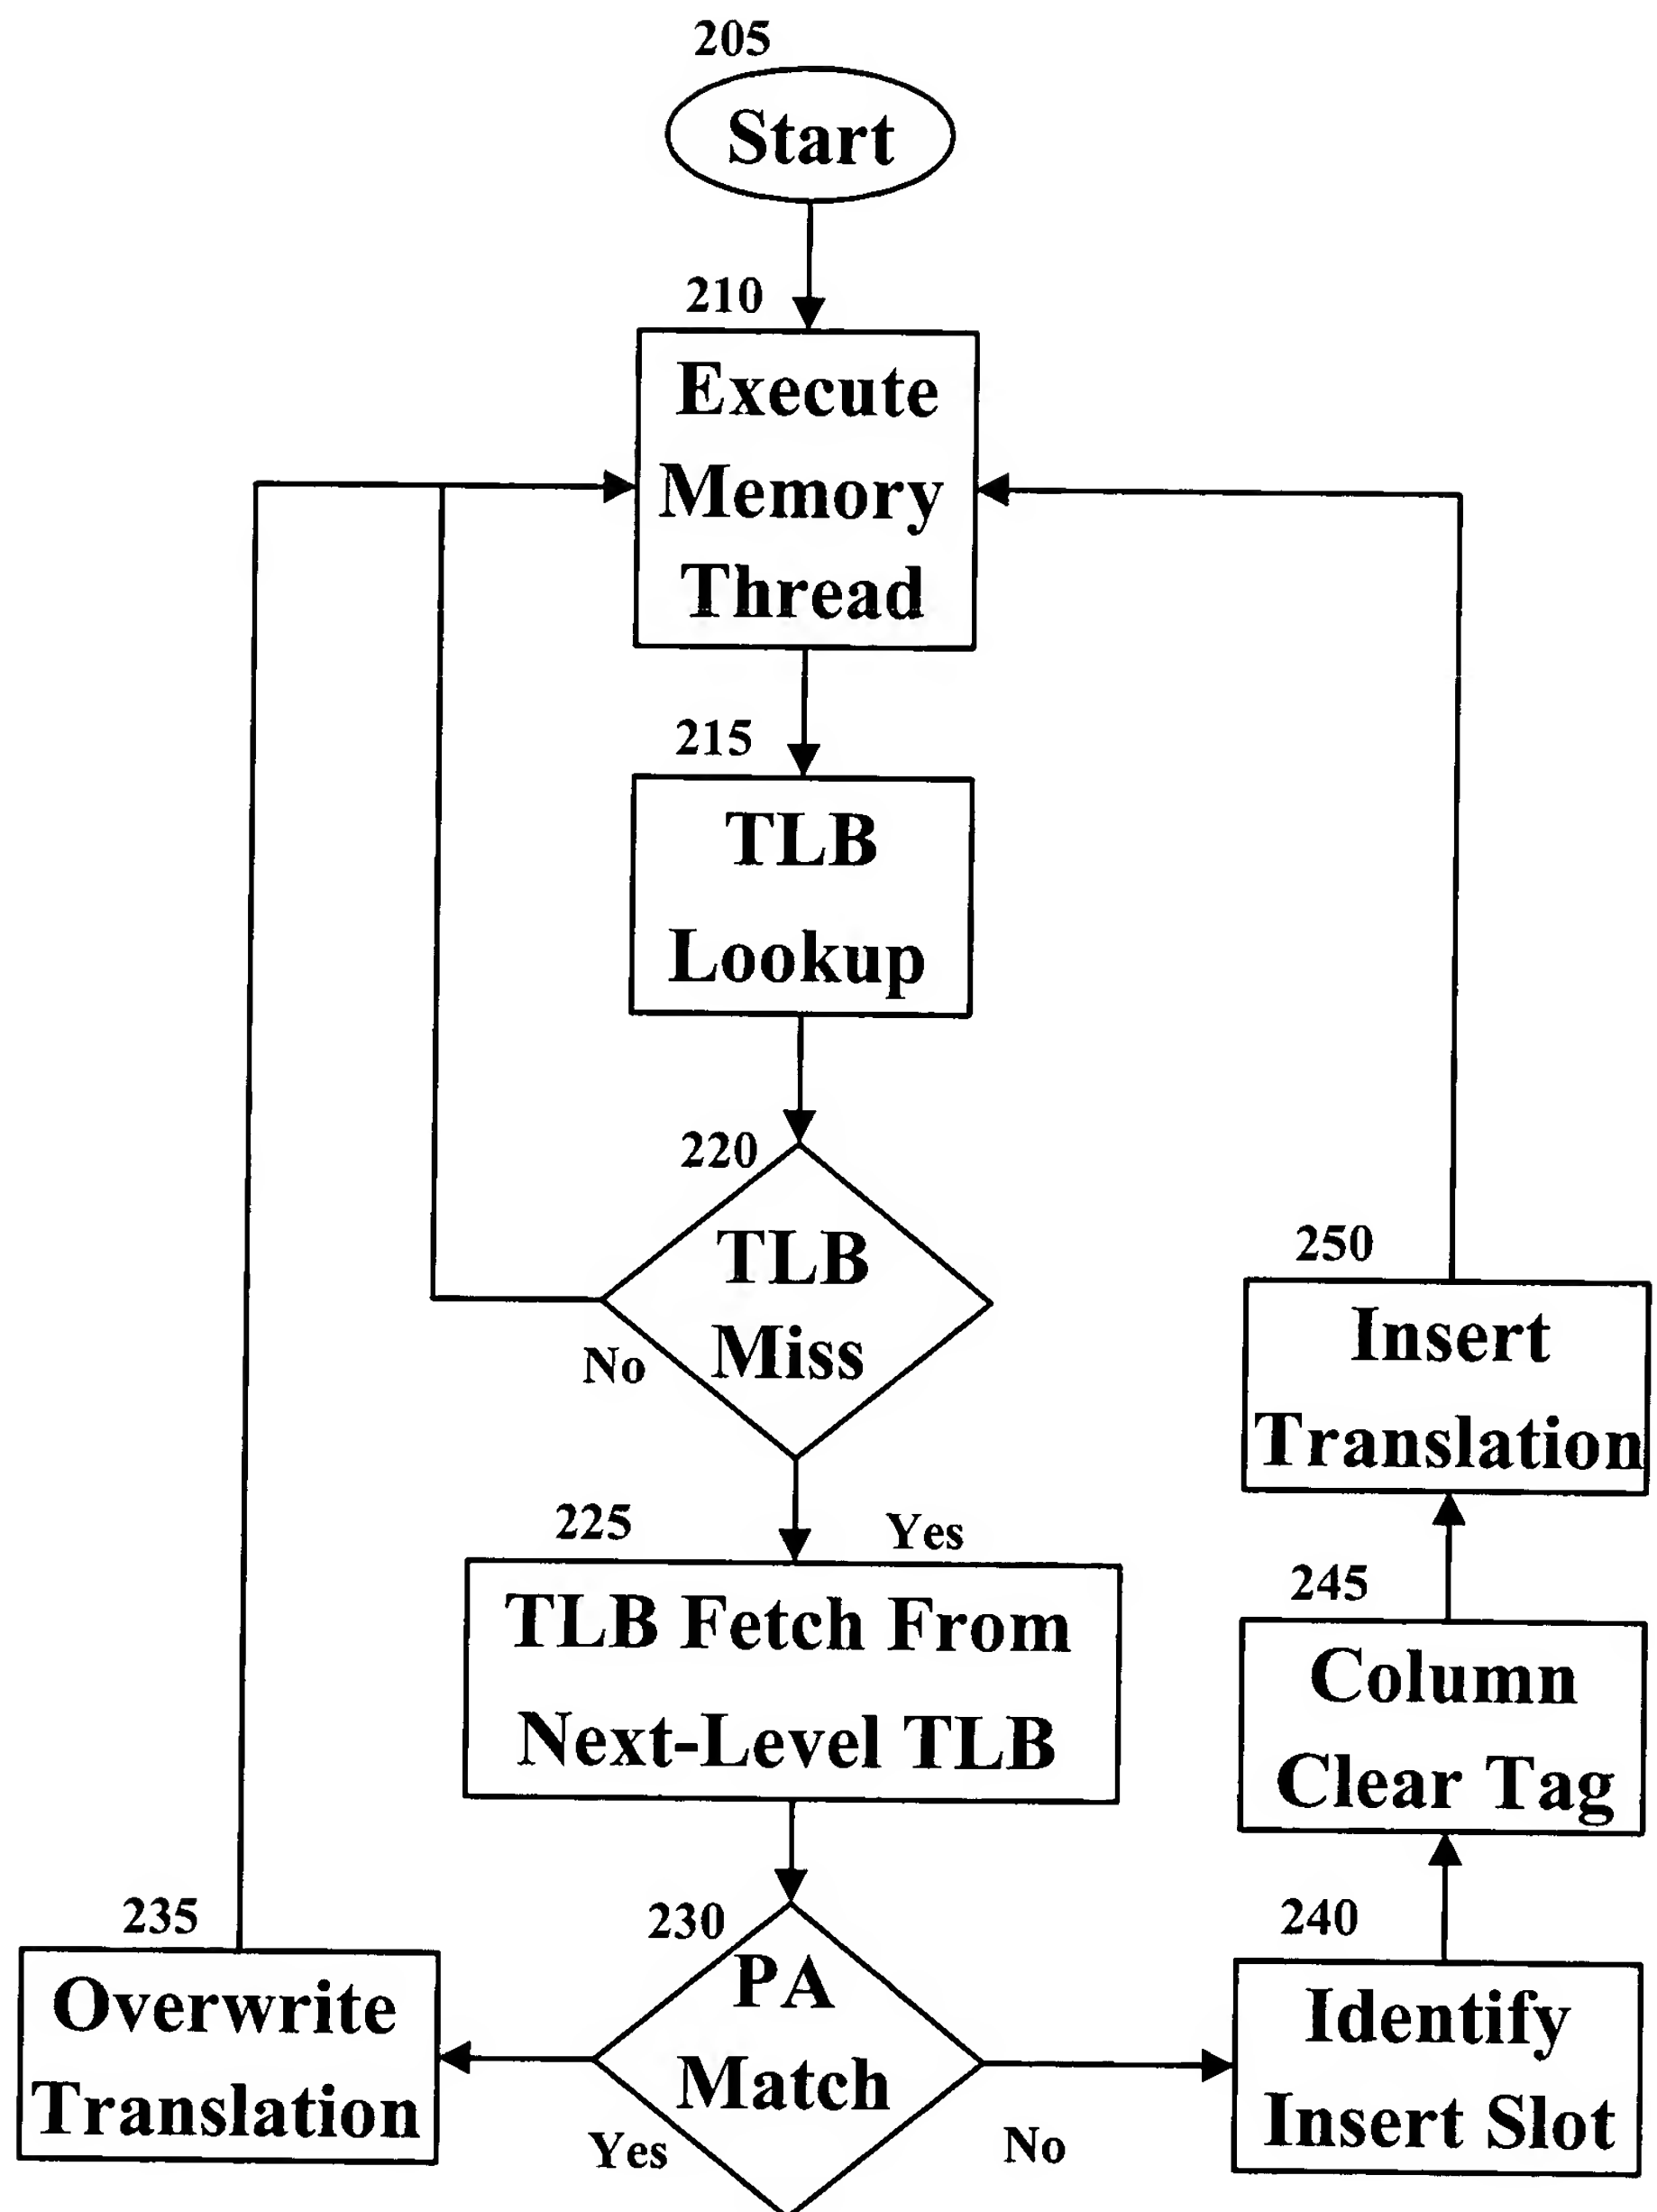 205
Start
210
Execute
Memory
Thread
215
TLB
Lookup
220
TLB
Miss
No
250
Insert
Translation
225
Yes
TLB Fetch From
Next-Level TLB
245
Column
Clear Tag
235
Overwrite
Translation
230
PA
Match
Yes
No
240
Identify
Insert Slot